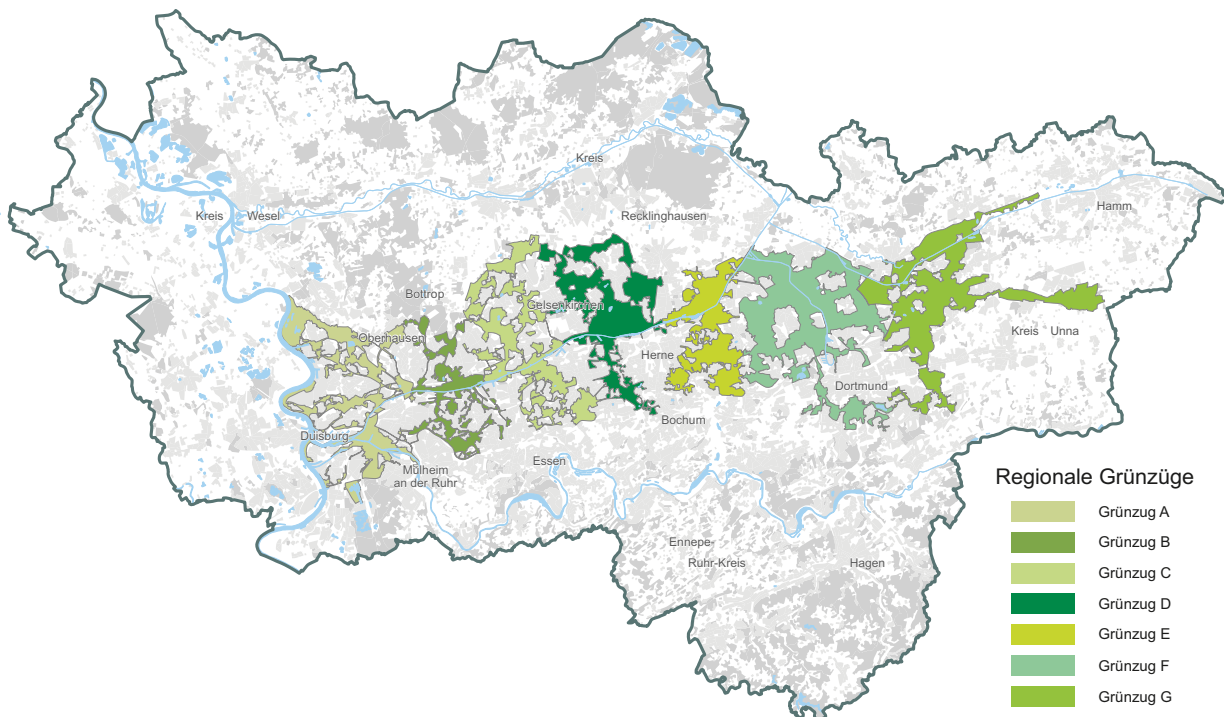 Kreis
Hamm
Kreis Wesel
Recklinghausen
Bottrop
Gelsenkirchen
Oberhausen
Kreis Unna
Herne
Dortmund
Bochum
Duisburg
Essen
Mülheim
an der Ruhr
Ennepe-
Ruhr-Kreis
Hagen
Regionale Grünzüge
Grünzug A
Grünzug B
Grünzug C
Grünzug D
Grünzug E
Grünzug F
Grünzug G